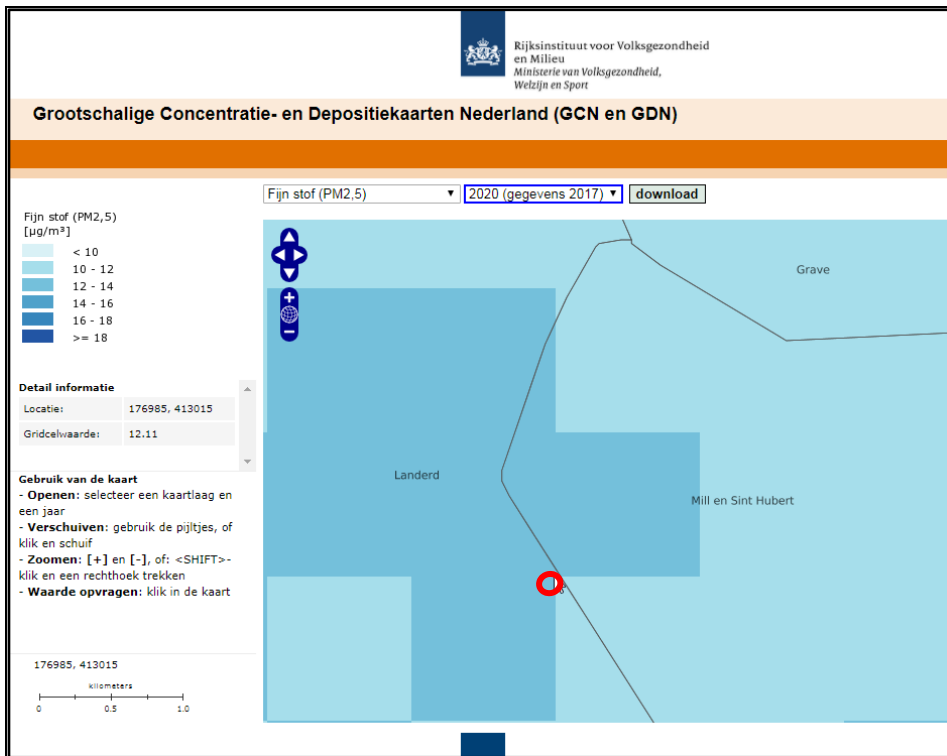 Rijksinstituut voor Volksgezondheid
en Milieu
Ministerie van Volksgezondheid,
Welzijn en Sport
Grootschalige Concentratie- en Depositiekaarten Nederland (GCN en GDN)
Fijn stof (PM2,5)
2020 (gegevens 2017)
download
Fijn stof (PM2,5)
[µg/m³]
< 10
10 - 12
12 - 14
14 - 16
16 - 18
>= 18
Grave
Landerd
Mill en Sint Hubert
Detail informatie
Locatie: 176985, 413015
Gridcelwaarde: 12.11
Gebruik van de kaart
- Openen: selecteer een kaartlaag en
een jaar
- Verschuiven: gebruik de pijltjes, of
klik en schuif
- Zoomen: [+] en [-], of: <SHIFT>-
klik en een rechthoek trekken
- Waarde opvragen: klik in de kaart
176985, 413015
kilometers
0 0.5 1.0